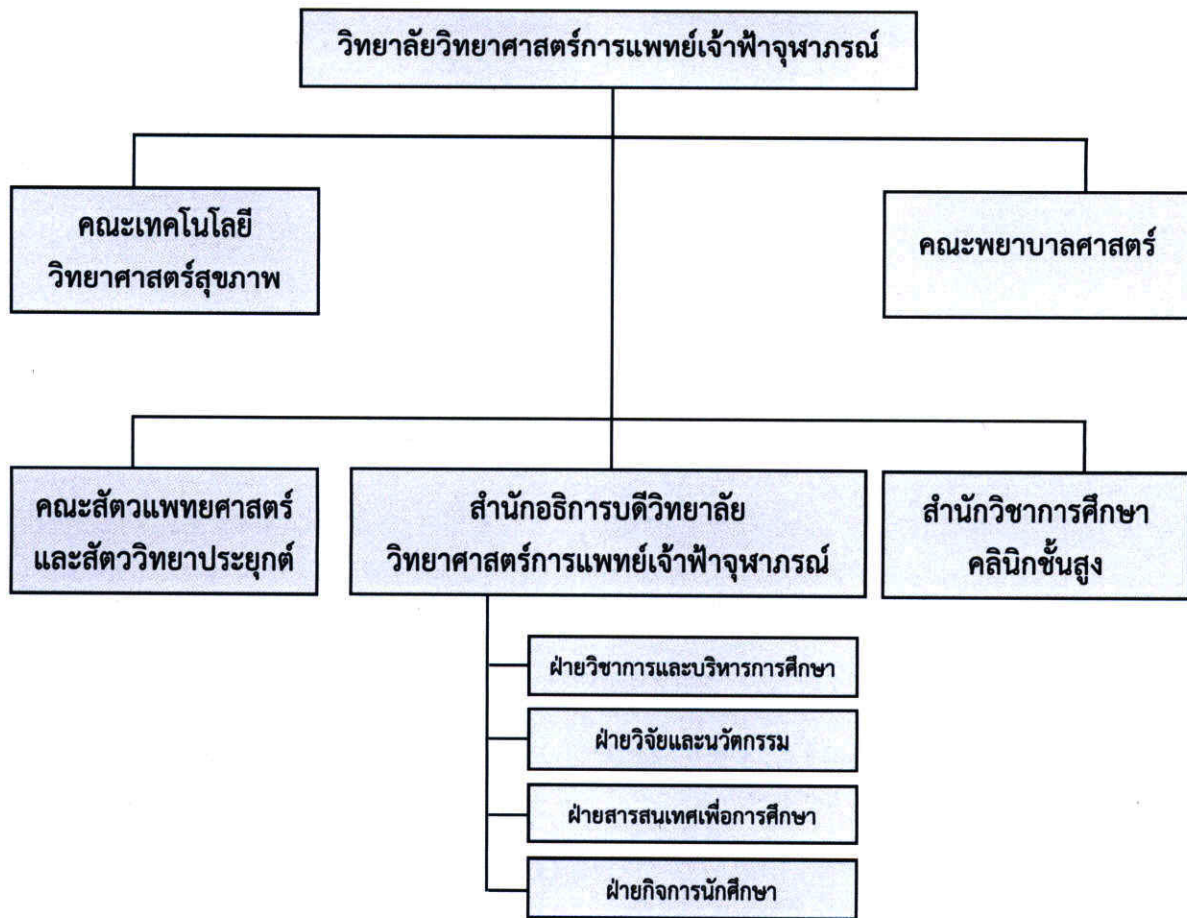 วิทยาลัยวิทยาศาสตร์การแพทย์เจ้าฟ้าจุฬาภรณ์
คณะเทคโนโลยี
วิทยาศาสตร์สุขภาพ
คณะพยาบาลศาสตร์
คณะสัตวแพทยศาสตร์
และสัตววิทยาประยุกต์
สำนักอธิการบดีวิทยาลัย
วิทยาศาสตร์การแพทย์เจ้าฟ้าจุฬาภรณ์
สำนักวิชาการศึกษา
คลินิกชั้นสูง
ฝ่ายวิชาการและบริหารการศึกษา
ฝ่ายวิจัยและนวัตกรรม
ฝ่ายสารสนเทศเพื่อการศึกษา
ฝ่ายกิจการนักศึกษา